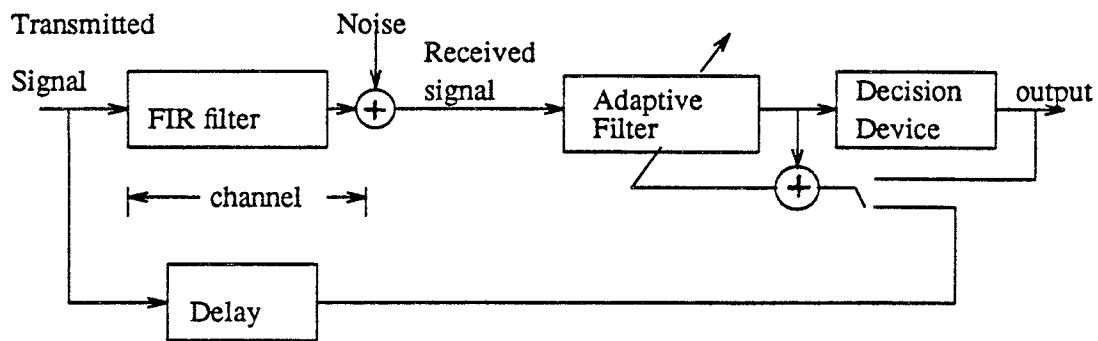 Transmitted
Signal
FIR filter
Noise
+
Received
signal
Adaptive
Filter
Decision
Device
output
+
channel
Delay